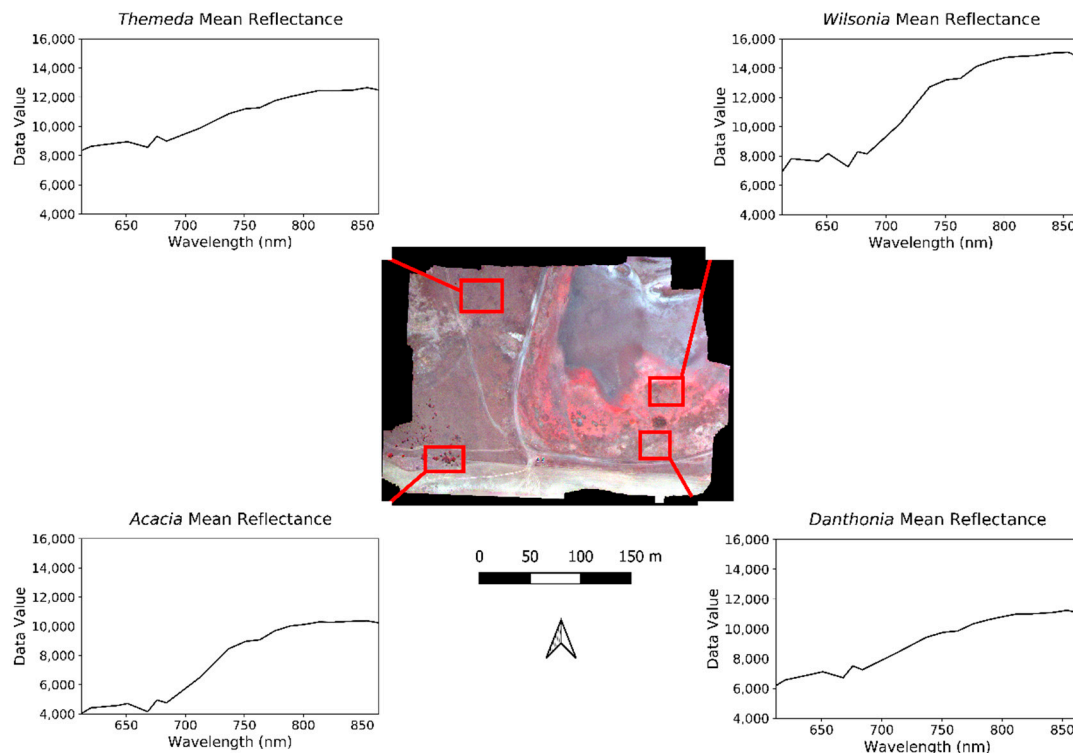 Themeda Mean Reflectance
16,000
14,000
12,000
10,000
8,000
6,000
4,000
Data Value
650 700 750 800 850
Wavelength (nm)
Wilsonia Mean Reflectance
16,000
14,000
12,000
10,000
8,000
6,000
4,000
Data Value
650 700 750 800 850
Wavelength (nm)
Acacia Mean Reflectance
16,000
14,000
12,000
10,000
8,000
6,000
4,000
Data Value
650 700 750 800 850
Wavelength (nm)
0 50 100 150 m
Danthonia Mean Reflectance
16,000
14,000
12,000
10,000
8,000
6,000
4,000
Data Value
650 700 750 800 850
Wavelength (nm)